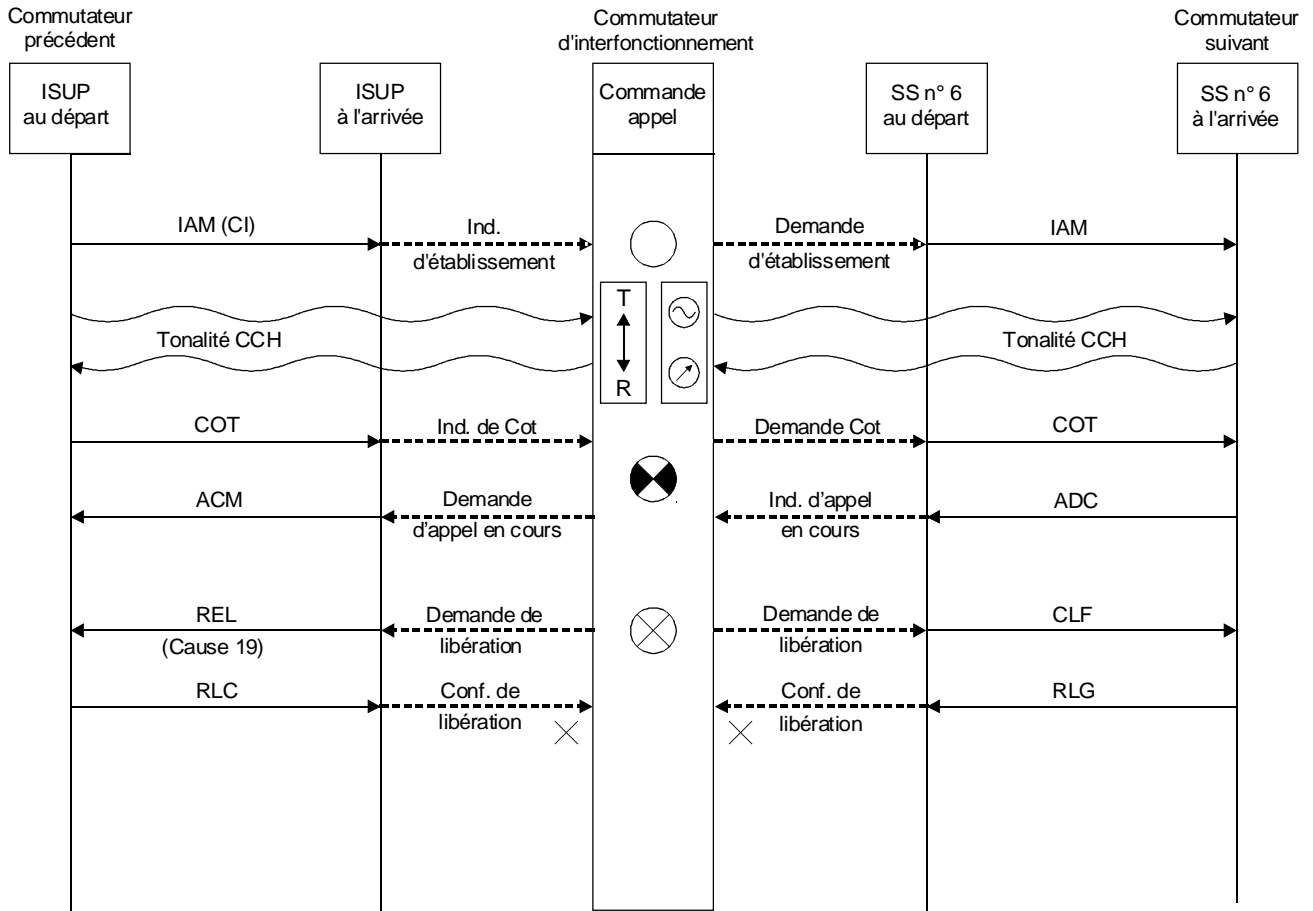 Commutateur
précédent
Commutateur
d'interfonctionnement
Commutateur
suivant
ISUP
au départ
ISUP
à l'arrivée
Commande
appel
SS n° 6
au départ
SS n° 6
à l'arrivée
IAM (CI)
Ind.
d'établissement
Demande
d'établissement
IAM
T
R
Tonalité CCH
Tonalité CCH
COT
Ind. de Cot
Demande Cot
COT
ACM
Demande
d'appel en cours
Ind. d'appel
en cours
ADC
REL
(Cause 19)
Demande de
libération
Demande de
libération
CLF
RLC
Conf. de
libération
Conf. de
libération
RLG